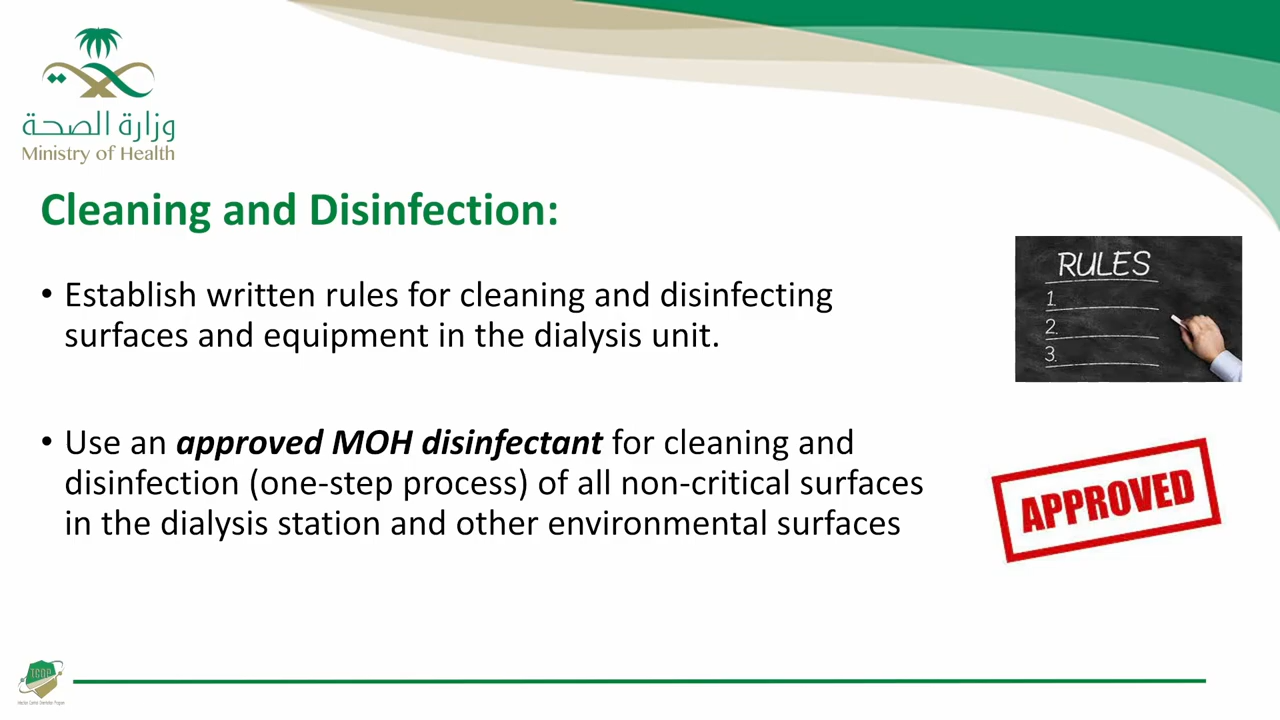 وزارة الصحة
Ministry of Health
Cleaning and Disinfection:
• Establish written rules for cleaning and disinfecting
surfaces and equipment in the dialysis unit.
RULES
1.
2.
3.
• Use an approved MOH disinfectant for cleaning and
disinfection (one-step process) of all non-critical surfaces
in the dialysis station and other environmental surfaces
APPROVED